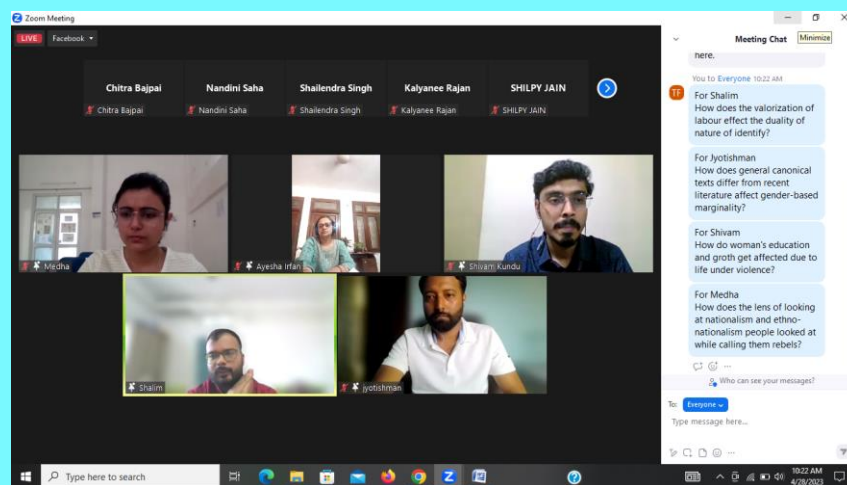 Zoom Meeting
LIVE Facebook
Chitra Bajpai
Nandini Saha
Shailendra Singh
Kalyanee Rajan
SHILPY JAIN
Chitra Bajpai
Nandini Saha
Shailendra Singh
Kalyanee Rajan
SHILPY JAIN
Medha
Ayesha Irfan
Shivam Kundu
Shalim
jyotishman
Meeting Chat
Minimize
here.
You to Everyone 10:22 AM
TF
For Shalim
How does the valorization of
labour effect the duality of
nature of identify?
For Jyotishman
How does general canonical
texts differ from recent
literature affect gender-based
marginality?
For Shivam
How do woman's education
and groth get affected due to
life under violence?
For Medha
How does the lens of looking
at nationalism and ethno-
nationalism people looked at
while calling them rebels?
Who can see your messages?
To: Everyone
Type message here...
Type here to search
10:22 AM
4/28/2023